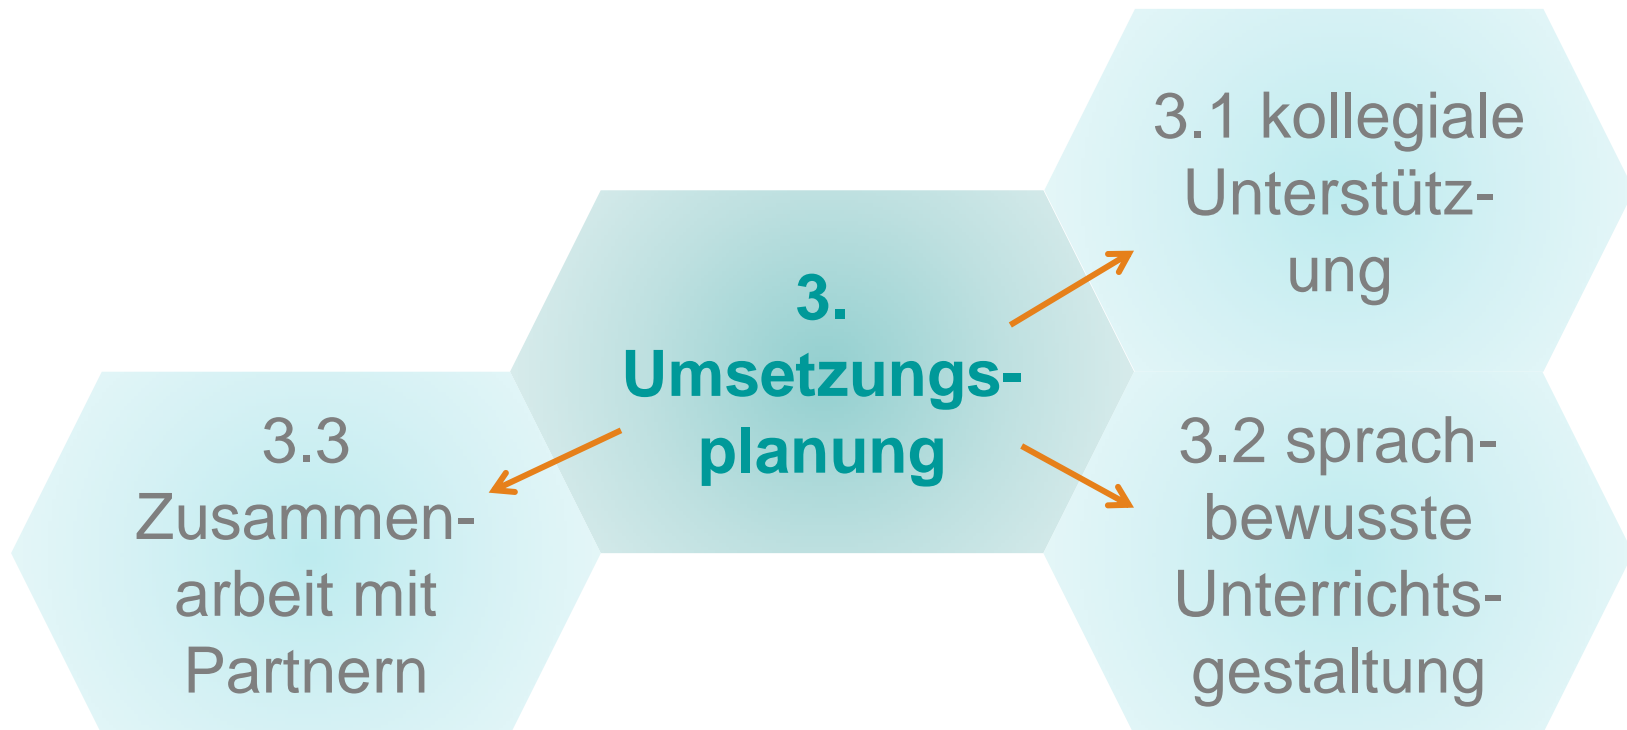 3.1 kollegiale
Unterstütz-
ung
3.
Umsetzungs-
planung
3.2 sprach-
bewusste
Unterrichts-
gestaltung
3.3
Zusammen-
arbeit mit
Partnern